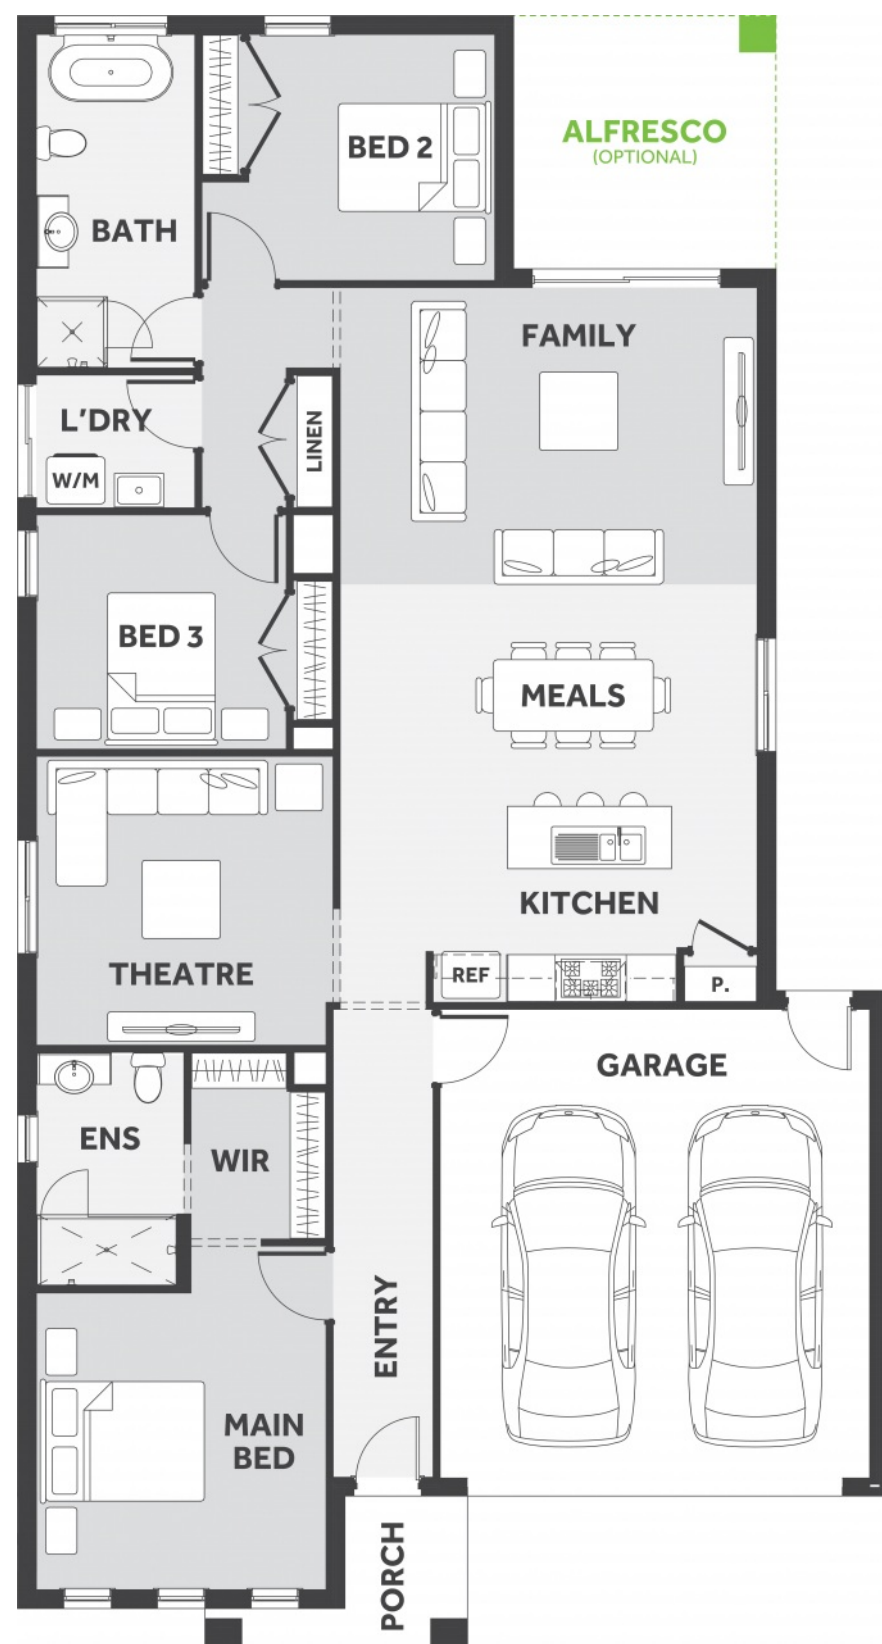 ALFRESCO
(OPTIONAL)
BED 2
BATH
FAMILY
L'DRY
LINEN
W/M
BED 3
MEALS
KITCHEN
THEATRE
REF
P.
GARAGE
ENS
WIR
ENTRY
MAIN
BED
PORCH